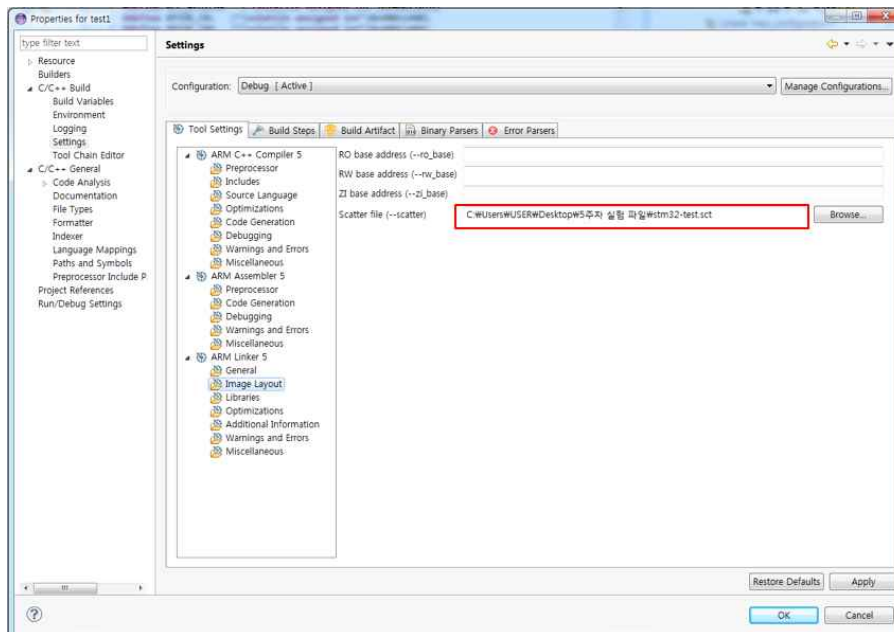 Properties for test1
type filter text
Resource
Builders
C/C++ Build
Build Variables
Environment
Logging
Settings
Tool Chain Editor
C/C++ General
Code Analysis
Documentation
File Types
Formatter
Indexer
Language Mappings
Paths and Symbols
Preprocessor Include P
Project References
Run/Debug Settings
Settings
Configuration: Debug [ Active ]
Manage Configurations...
Tool Settings Build Steps Build Artifact Binary Parsers Error Parsers
ARM C++ Compiler 5
Preprocessor
Includes
Source Language
Optimizations
Code Generation
Debugging
Warnings and Errors
Miscellaneous
ARM Assembler 5
Preprocessor
Code Generation
Debugging
Warnings and Errors
Miscellaneous
ARM Linker 5
General
Image Layout
Libraries
Optimizations
Additional Information
Warnings and Errors
Miscellaneous
RO base address (--ro_base)
RW base address (--rw_base)
ZI base address (--zi_base)
Scatter file (--scatter) C:₩Users₩USER₩Desktop₩5주차 실험 파일₩stm32-test.sct Browse...
Restore Defaults Apply
OK Cancel